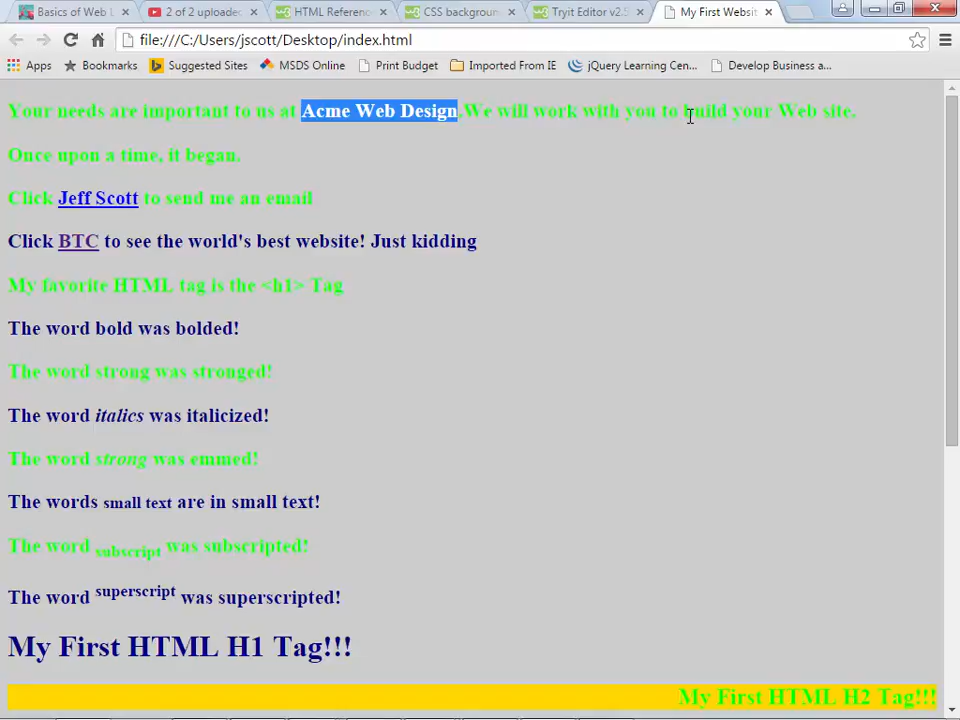 Basics of Web 2 of 2 uploade HTML Referenc CSS backgroun Tryit Editor v2. My First Websit
file:///C:/Users/jscott/Desktop/index.html
Apps Bookmarks Suggested Sites MSDS Online Print Budget Imported From IE jQuery Learning Cen... Develop Business a...
Your needs are important to us at Acme Web Design.We will work with you to build your Web site.
Once upon a time, it began.
Click Jeff Scott to send me an email
Click BTC to see the world's best website! Just kidding
My favorite HTML tag is the <h1> Tag
The word bold was bolded!
The word strong was stronged!
The word italics was italicized!
The word strong was emmed!
The words small text are in small text!
The word subscript was subscripted!
The word superscript was superscripted!
My First HTML H1 Tag!!!
My First HTML H2 Tag!!!